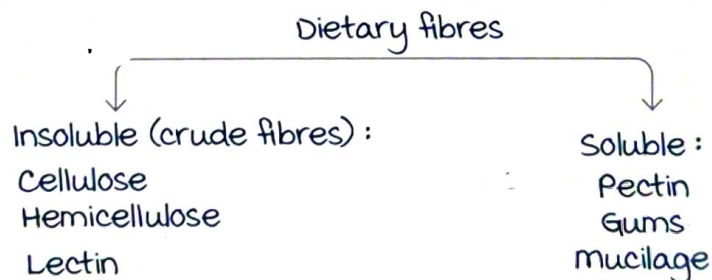 Dietary fibres
Insoluble (crude fibres) :
Cellulose
Hemicellulose
Lectin
Soluble :
Pectin
Gums
mucilage